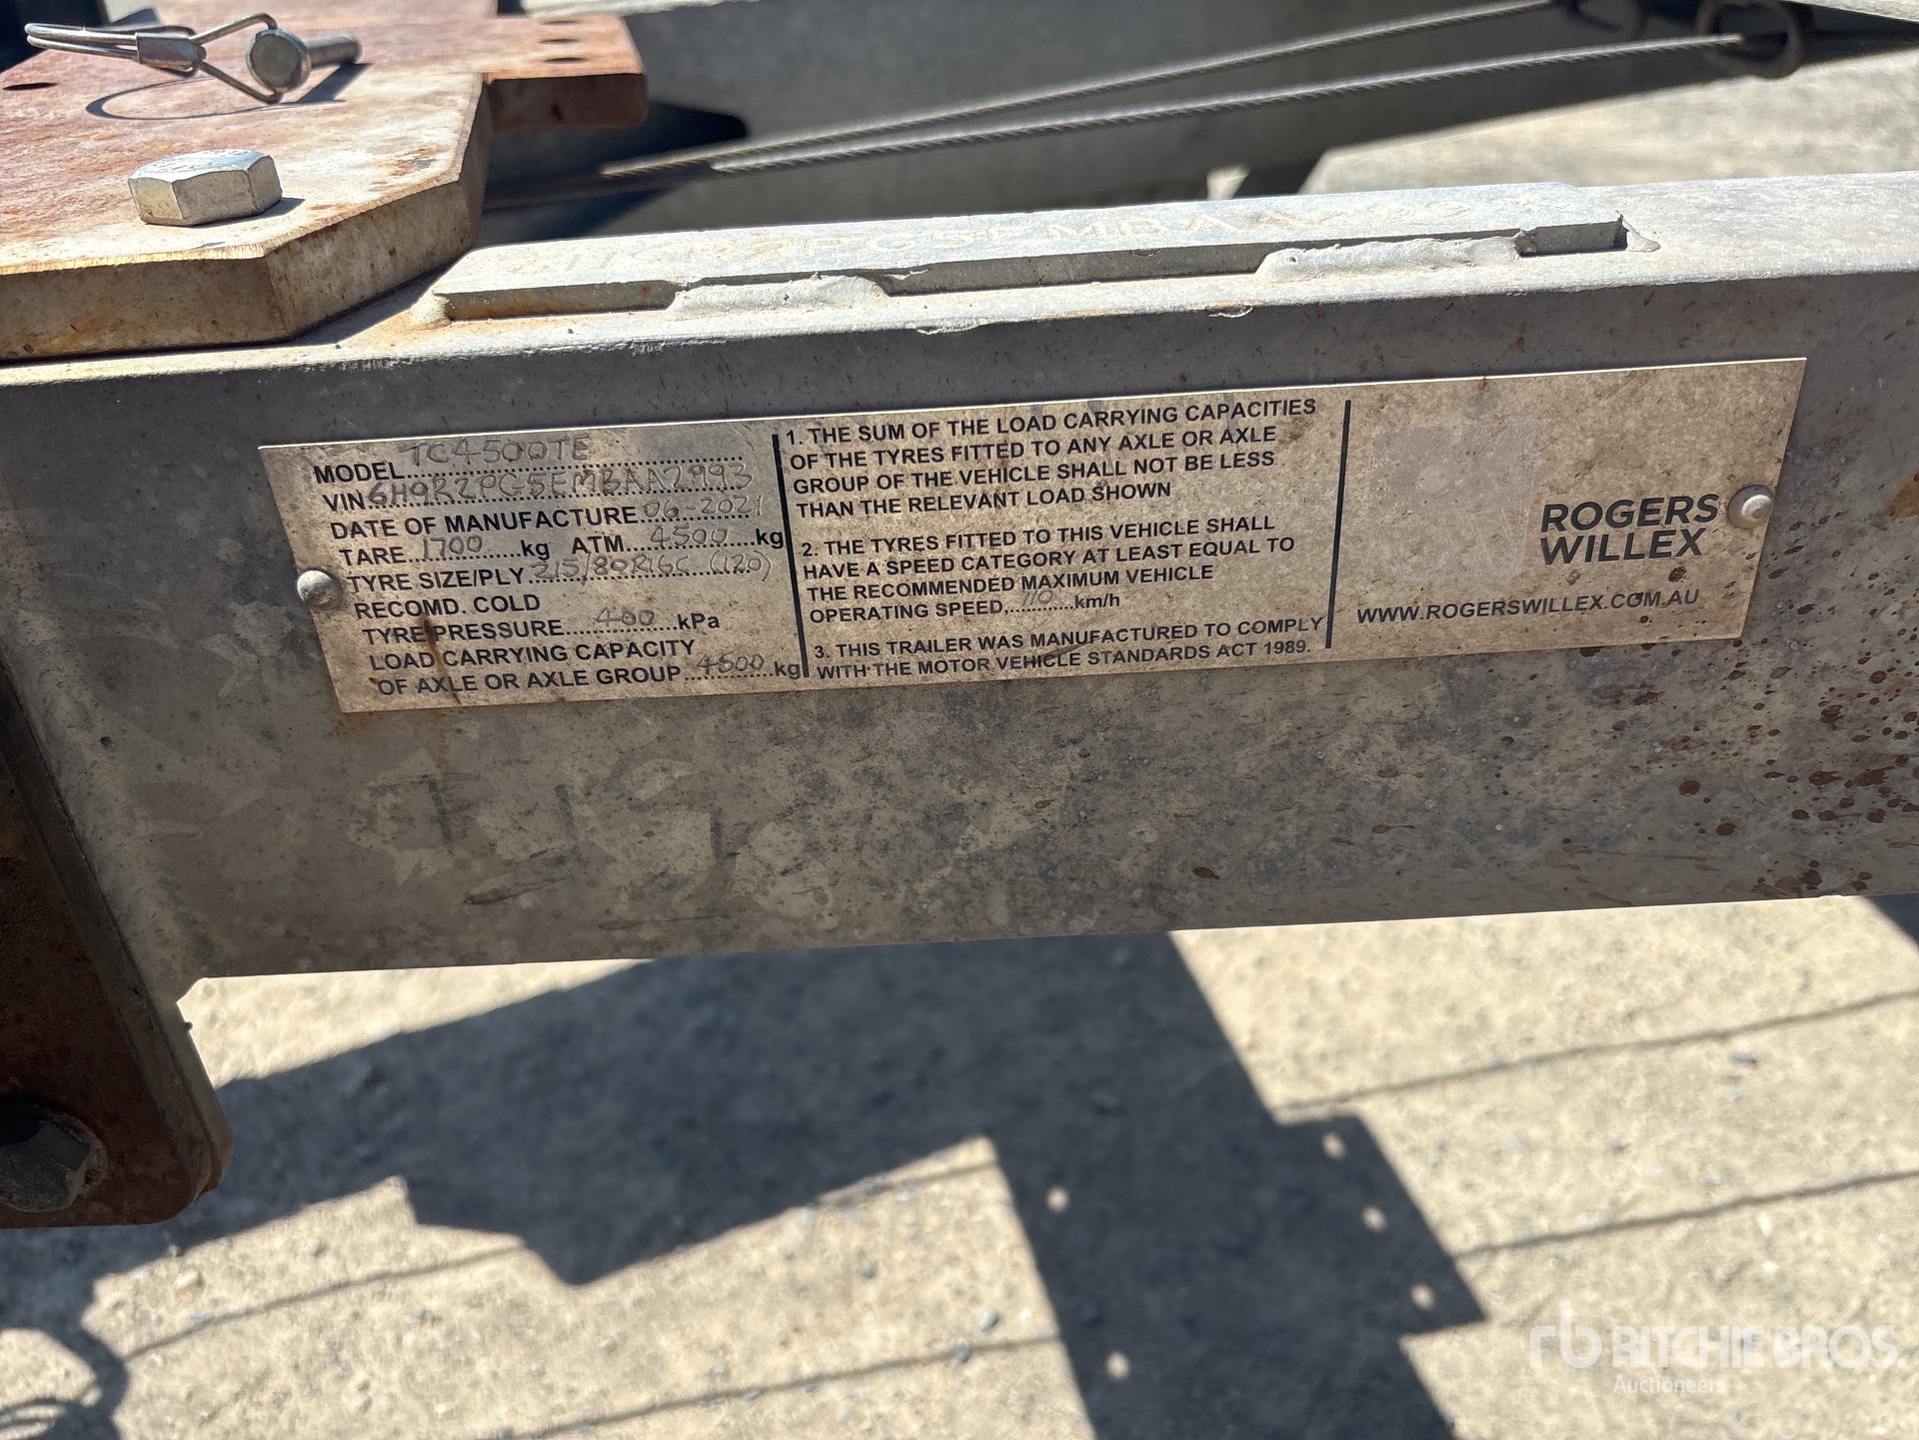 MODEL TC4500TE
VIN 6H9R2PG5EMBAA2993
DATE OF MANUFACTURE 06-2021
TARE 1700 kg ATM 4500 kg
TYRE SIZE/PLY 215/80R16C (120)
RECOMD. COLD
TYRE PRESSURE 400 kPa
LOAD CARRYING CAPACITY
OF AXLE OR AXLE GROUP 4500 kg
1. THE SUM OF THE LOAD CARRYING CAPACITIES
OF THE TYRES FITTED TO ANY AXLE OR AXLE
GROUP OF THE VEHICLE SHALL NOT BE LESS
THAN THE RELEVANT LOAD SHOWN
2. THE TYRES FITTED TO THIS VEHICLE SHALL
HAVE A SPEED CATEGORY AT LEAST EQUAL TO
THE RECOMMENDED MAXIMUM VEHICLE
OPERATING SPEED, 110 km/h
3. THIS TRAILER WAS MANUFACTURED TO COMPLY
WITH THE MOTOR VEHICLE STANDARDS ACT 1989.
ROGERS
WILLEX
WWW.ROGERSWILLEX.COM.AU
rb RITCHIE BROS.
Auctioneers